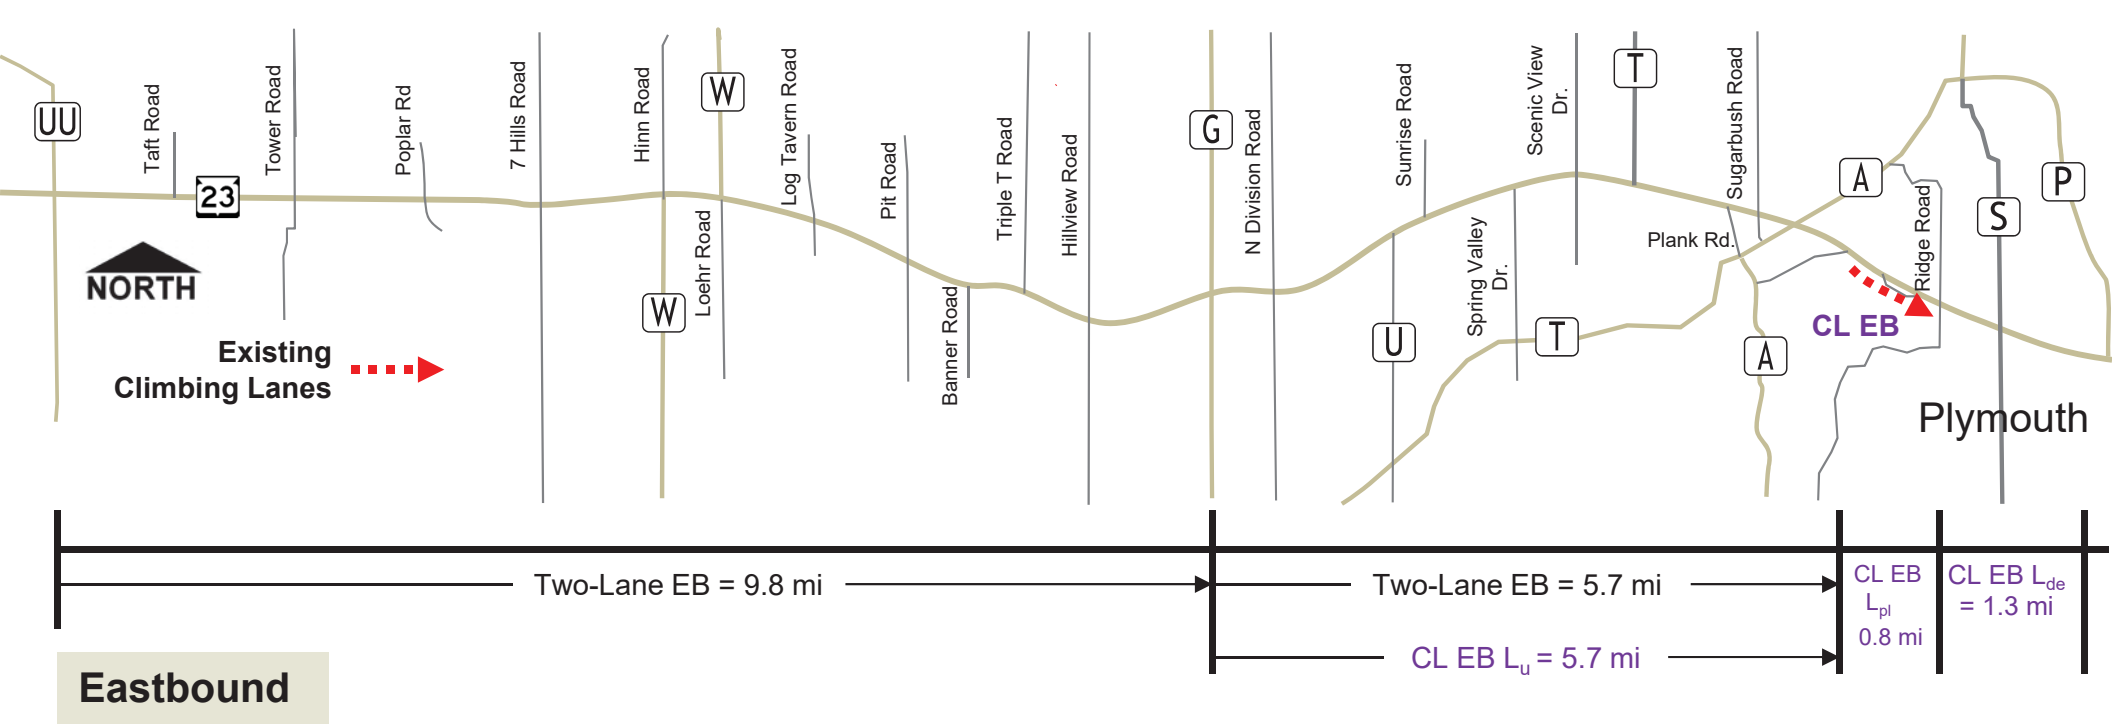 UU
Taft Road
23
Tower Road
Poplar Rd
7 Hills Road
Hinn Road
W
W
Loehr Road
Log Tavern Road
Pit Road
Banner Road
Triple T Road
Hillview Road
G
N Division Road
Sunrise Road
U
Spring Valley
Dr.
Scenic View
Dr.
T
T
Sugarbush Road
Plank Rd.
A
A
Ridge Road
S
P
NORTH
Existing
Climbing Lanes
CL EB
Plymouth
Two-Lane EB = 9.8 mi
Two-Lane EB = 5.7 mi
CL EB
Lpl
0.8 mi
CL EB Lde
= 1.3 mi
CL EB Lu = 5.7 mi
Eastbound